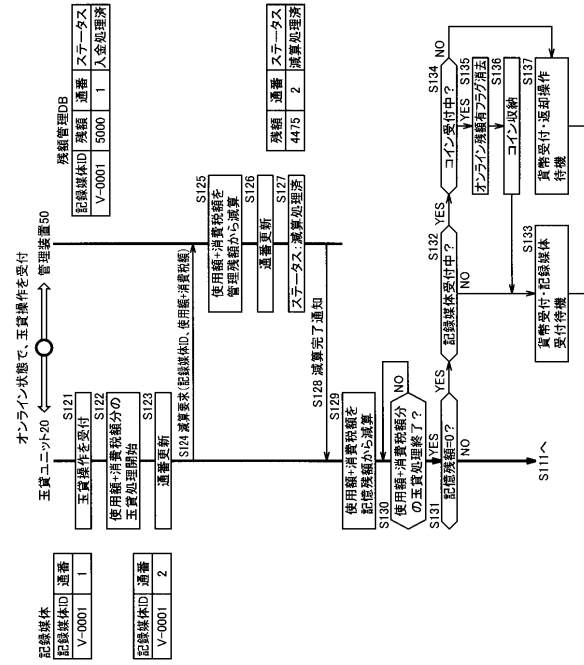 オンライン状態で、玉貸操作を受付
玉貸ユニット20
管理装置50
記録媒体
記録媒体ID 通番
V-0001 1
記録媒体ID 通番
V-0001 2
残額管理DB
記録媒体ID 残額 通番 ステータス
V-0001 5000 1 入金処理済
残額 通番 ステータス
4475 2 減算処理済
S121
玉貸操作を受付
S122
使用額+消費税額分の
玉貸処理開始
S123
通番更新
S124 減算要求(記録媒体ID、使用額+消費税額)
S125
使用額+消費税額を
管理残額から減算
S126
通番更新
S127
ステータス:減算処理済
S128 減算完了通知
S129
使用額+消費税額を
記憶残額から減算
S130
使用額+消費税額分
の玉貸処理終了?
NO
YES
S131
記憶残額=0?
YES
NO
S111へ
S132
記録媒体受付中?
YES
NO
S133
貨幣受付・記録媒体
受付待機
S134
コイン受付中?
NO
YES
S135
オンライン残額有フラグ消去
S136
コイン収納
S137
貨幣受付・返却操作
待機